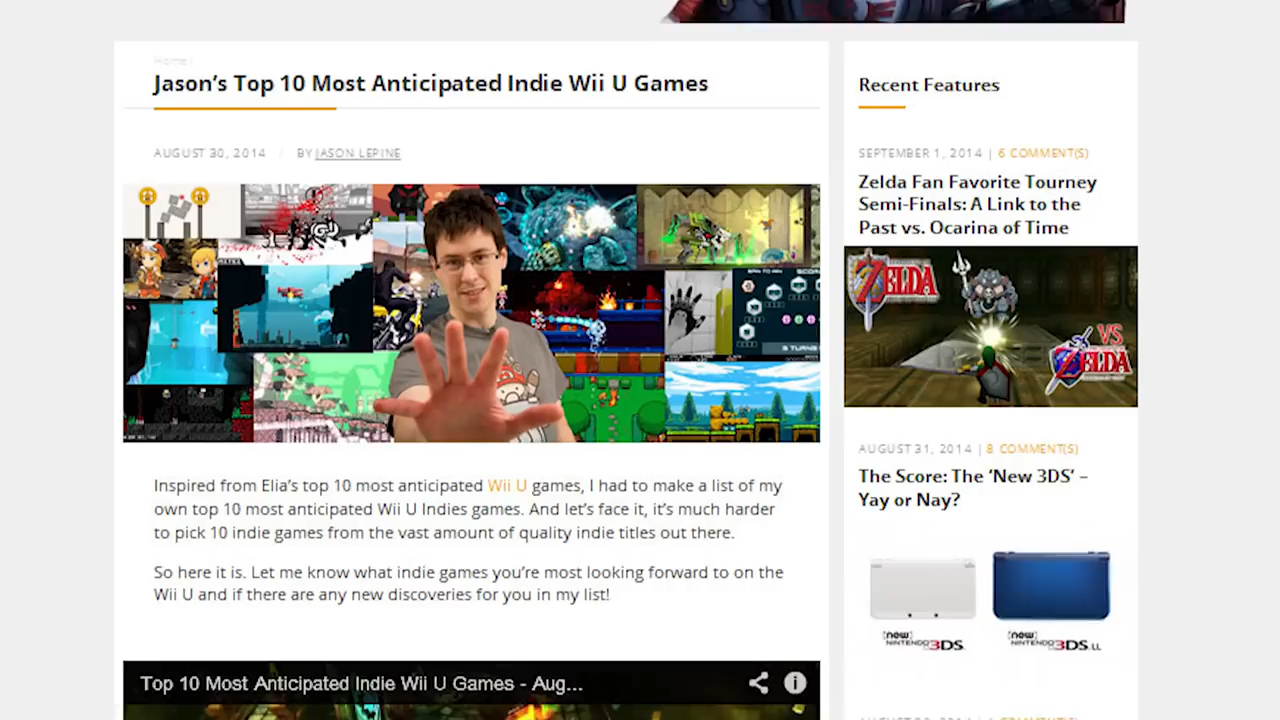 Home
Jason's Top 10 Most Anticipated Indie Wii U Games
AUGUST 30, 2014 / BY JASON LEPINE
Inspired from Elia's top 10 most anticipated Wii U games, I had to make a list of my
own top 10 most anticipated Wii U Indies games. And let's face it, it's much harder
to pick 10 indie games from the vast amount of quality indie titles out there.
So here it is. Let me know what indie games you're most looking forward to on the
Wii U and if there are any new discoveries for you in my list!
Top 10 Most Anticipated Indie Wii U Games - Aug...
Recent Features
SEPTEMBER 1, 2014 | 6 COMMENT(S)
Zelda Fan Favorite Tourney
Semi-Finals: A Link to the
Past vs. Ocarina of Time
ZELDA
VS
ZELDA
AUGUST 31, 2014 | 8 COMMENT(S)
The Score: The ‘New 3DS’ –
Yay or Nay?
new NINTENDO 3DS
new NINTENDO 3DS LL